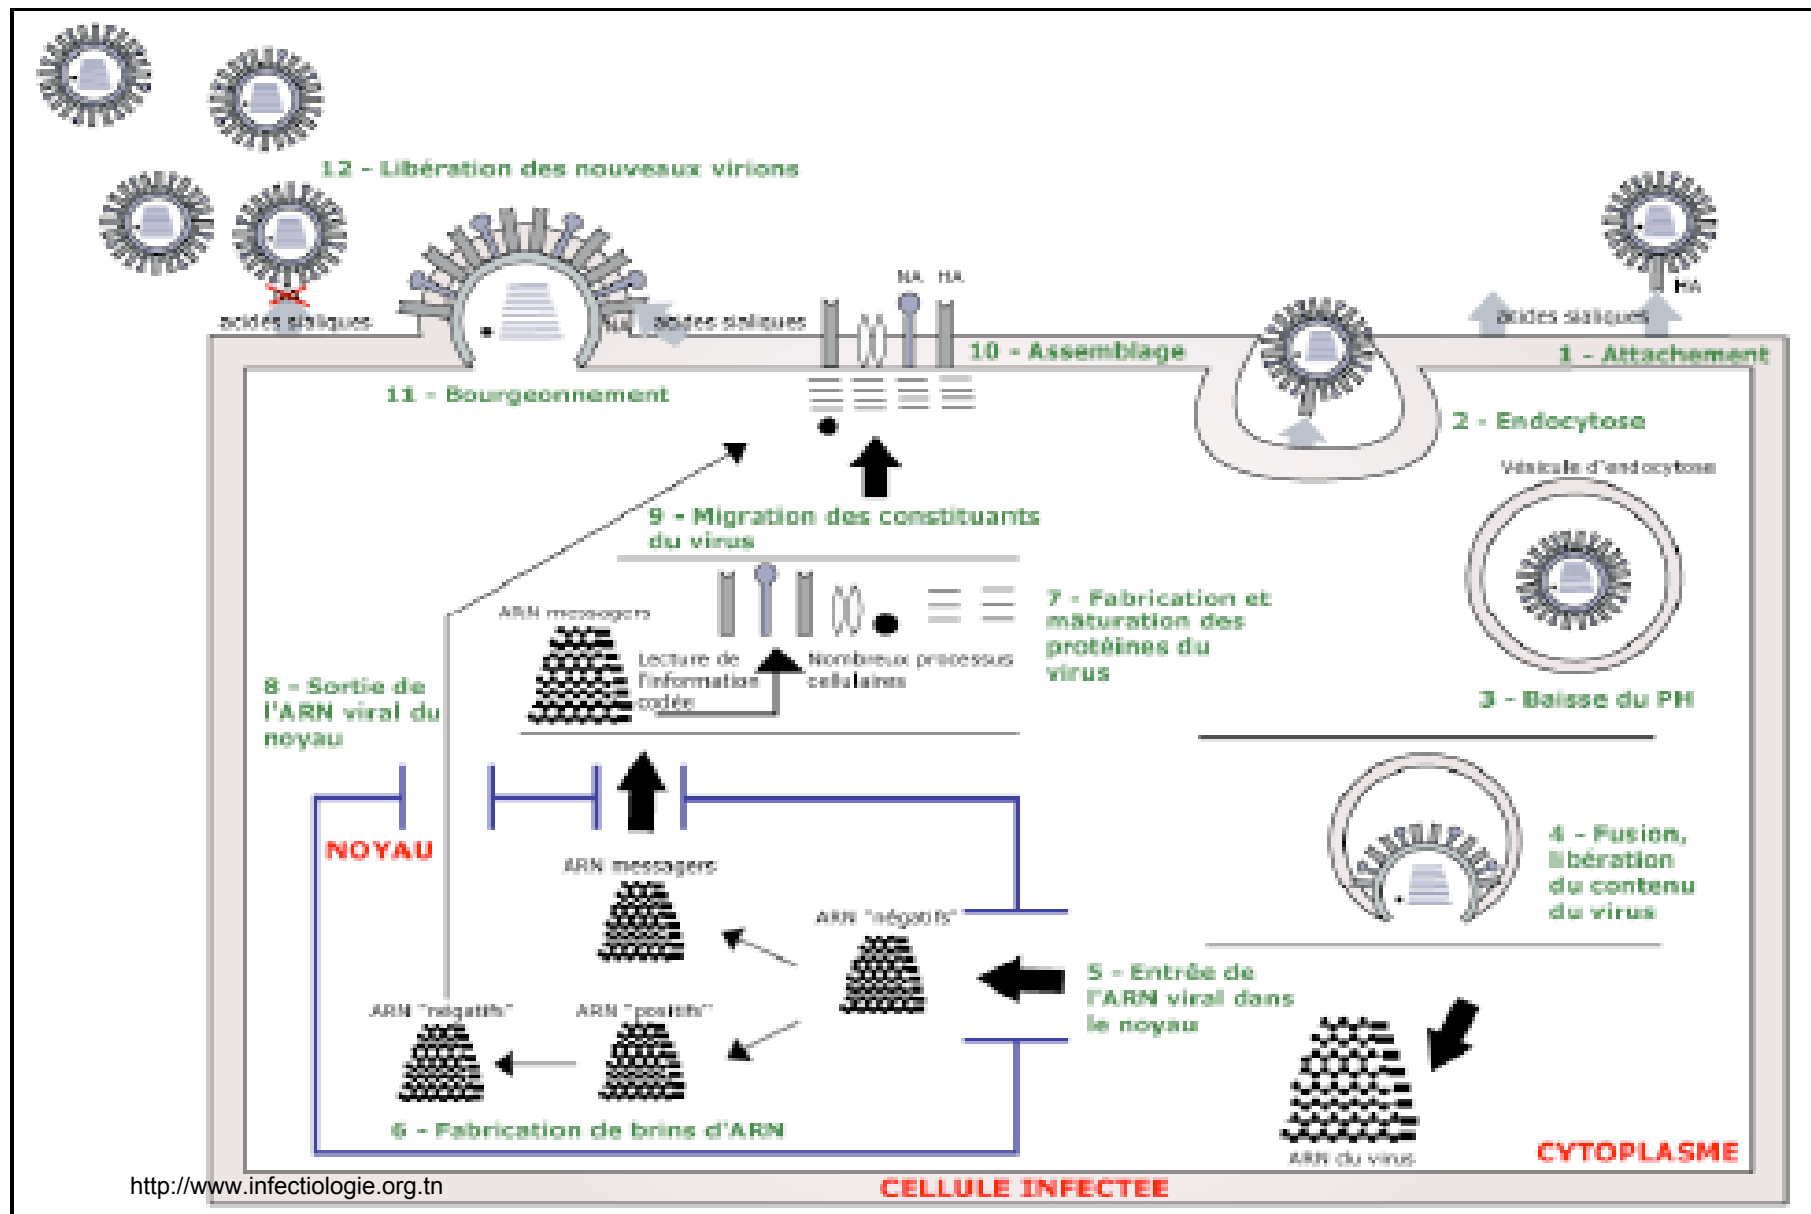 12 - Libération des nouveaux virions
NA HA
HA
acides sialiques
NA
acides sialiques
acides sialiques
10 - Assemblage
1 - Attachement
11 - Bourgeonnement
2 - Endocytose
Vésicule d'endocytose
9 - Migration des constituants
du virus
7 - Fabrication et
mâturation des
protéines du
virus
ARN messagers
Lecture de
l'information
codée
Nombreux processus
cellulaires
8 - Sortie de
l'ARN viral du
noyau
3 - Baisse du PH
NOYAU
4 - Fusion,
libération
du contenu
du virus
ARN messagers
ARN "négatifs"
5 - Entrée de
l'ARN viral dans
le noyau
ARN "négatifs"
ARN "positifs"
6 - Fabrication de brins d'ARN
ARN du virus
CYTOPLASME
http://www.infectiologie.org.tn
CELLULE INFECTEE